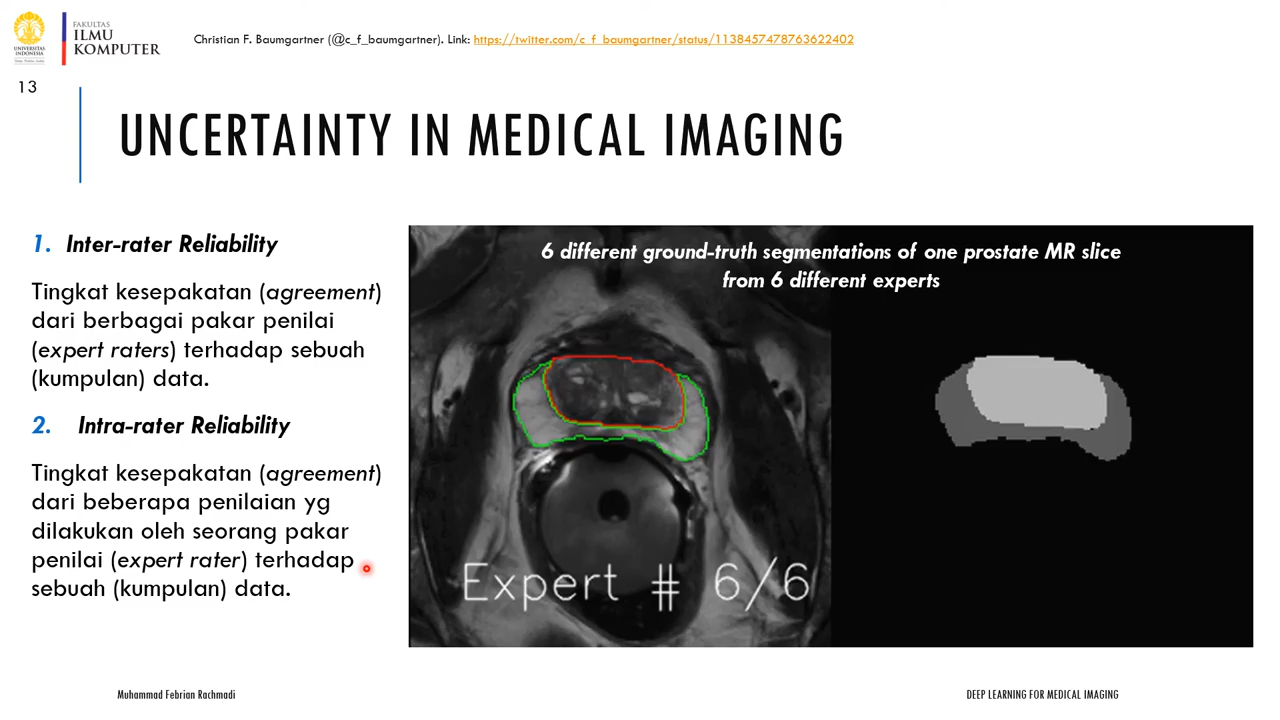 FAKULTAS
ILMU
KOMPUTER
UNIVERSITAS
INDONESIA
Christian F. Baumgartner (@c_f_baumgartner). Link: https://twitter.com/c_f_baumgartner/status/1138457478763622402
13
UNCERTAINTY IN MEDICAL IMAGING
1. Inter-rater Reliability
Tingkat kesepakatan (agreement)
dari berbagai pakar penilai
(expert raters) terhadap sebuah
(kumpulan) data.
2. Intra-rater Reliability
Tingkat kesepakatan (agreement)
dari beberapa penilaian yg
dilakukan oleh seorang pakar
penilai (expert rater) terhadap
sebuah (kumpulan) data.
6 different ground-truth segmentations of one prostate MR slice
from 6 different experts
Expert # 6/6
Muhammad Febrian Rachmadi
DEEP LEARNING FOR MEDICAL IMAGING